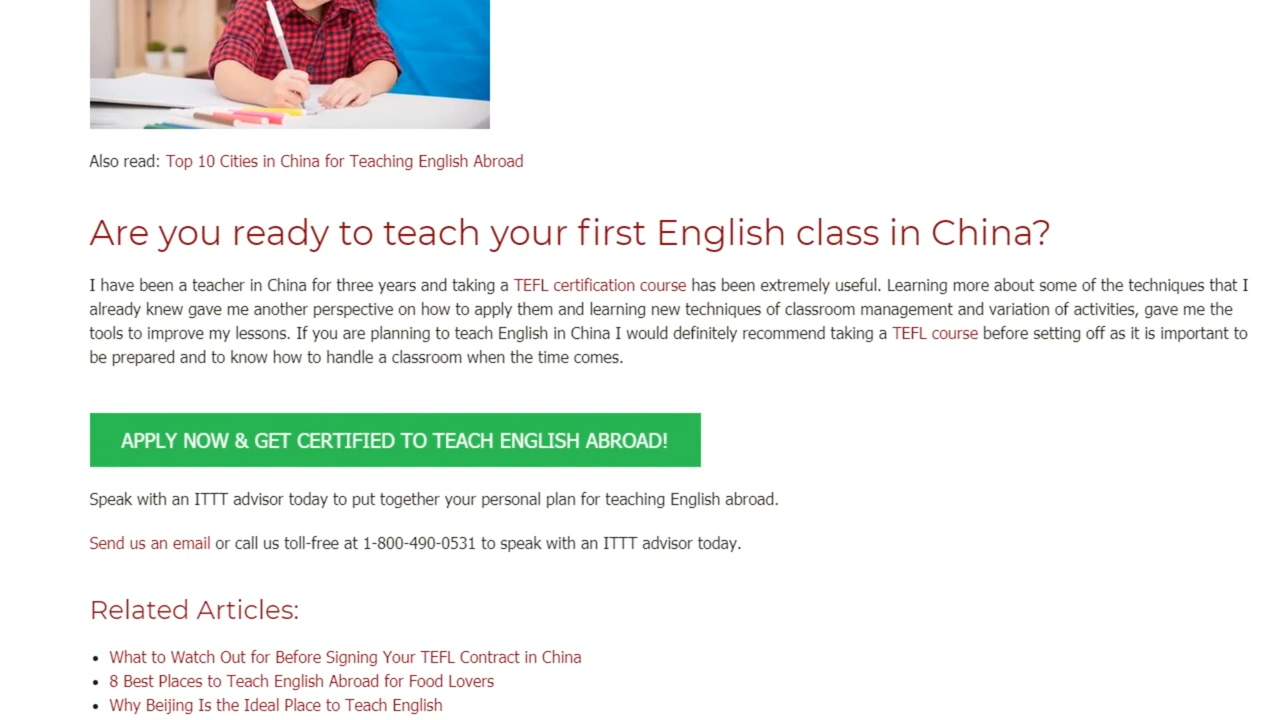 Also read: Top 10 Cities in China for Teaching English Abroad
Are you ready to teach your first English class in China?
I have been a teacher in China for three years and taking a TEFL certification course has been extremely useful. Learning more about some of the techniques that I
already knew gave me another perspective on how to apply them and learning new techniques of classroom management and variation of activities, gave me the
tools to improve my lessons. If you are planning to teach English in China I would definitely recommend taking a TEFL course before setting off as it is important to
be prepared and to know how to handle a classroom when the time comes.
APPLY NOW & GET CERTIFIED TO TEACH ENGLISH ABROAD!
Speak with an ITTT advisor today to put together your personal plan for teaching English abroad.
Send us an email or call us toll-free at 1-800-490-0531 to speak with an ITTT advisor today.
Related Articles:
• What to Watch Out for Before Signing Your TEFL Contract in China
• 8 Best Places to Teach English Abroad for Food Lovers
• Why Beijing Is the Ideal Place to Teach English